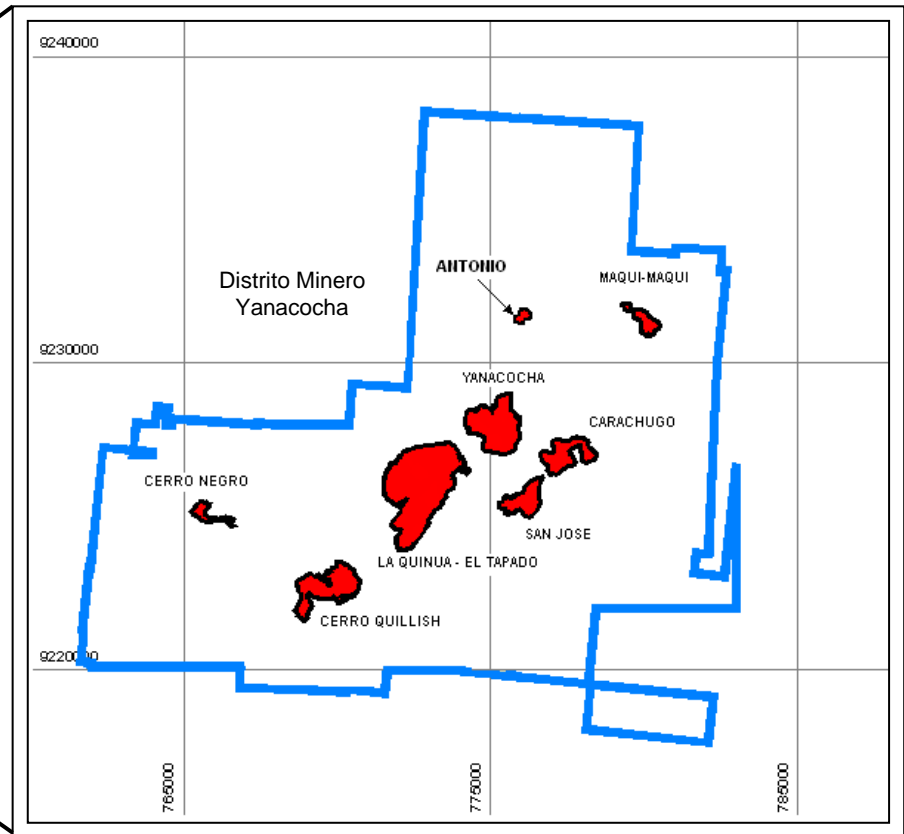 9240000
Distrito Minero
Yanacocha
ANTONIO
MAQUI-MAQUI
9230000
YANACOCHA
CARACHUGO
CERRO NEGRO
SAN JOSE
LA QUINUA - EL TAPADO
CERRO QUILLISH
9220000
765000
775000
785000